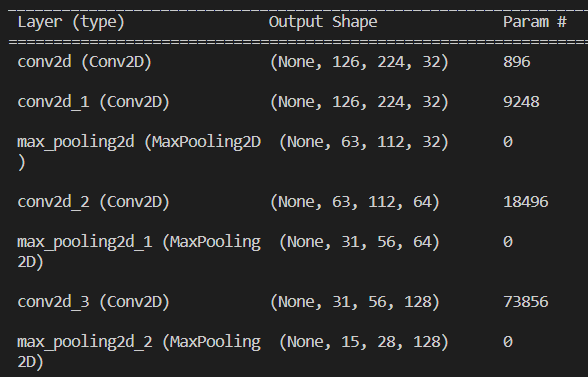 Layer (type) Output Shape Param #
conv2d (Conv2D) (None, 126, 224, 32) 896
conv2d_1 (Conv2D) (None, 126, 224, 32) 9248
max_pooling2d (MaxPooling2D (None, 63, 112, 32) 0
)
conv2d_2 (Conv2D) (None, 63, 112, 64) 18496
max_pooling2d_1 (MaxPooling (None, 31, 56, 64) 0
2D)
conv2d_3 (Conv2D) (None, 31, 56, 128) 73856
max_pooling2d_2 (MaxPooling (None, 15, 28, 128) 0
2D)